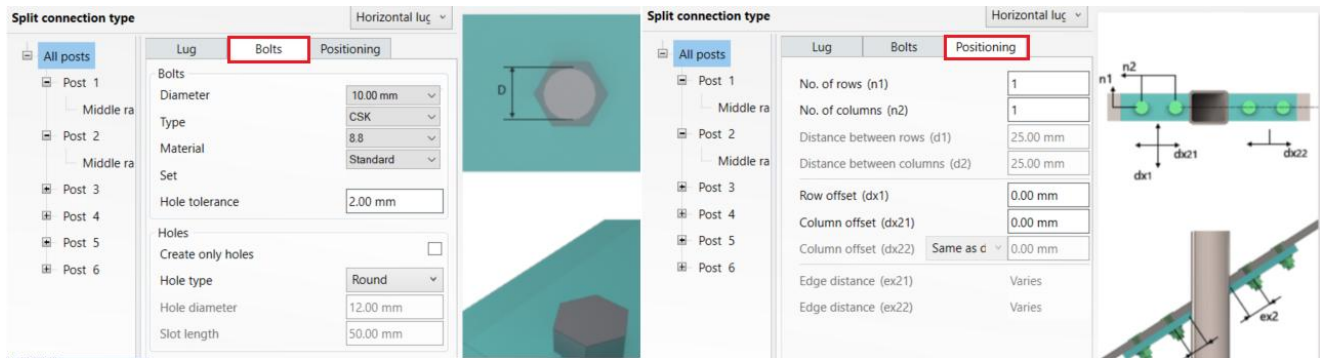 Split connection type
Horizontal luç
All posts
Post 1
Middle ra
Post 2
Middle ra
Post 3
Post 4
Post 5
Post 6
Lug
Bolts
Positioning
Bolts
Diameter
10.00 mm
Type
CSK
Material
8.8
Standard
Set
Hole tolerance
2.00 mm
Holes
Create only holes
Hole type
Round
Hole diameter
12.00 mm
Slot length
50.00 mm
D
Split connection type
Horizontal luç
All posts
Post 1
Middle ra
Post 2
Middle ra
Post 3
Post 4
Post 5
Post 6
Lug
Bolts
Positioning
No. of rows (n1)
1
No. of columns (n2)
1
Distance between rows (d1)
25.00 mm
Distance between columns (d2)
25.00 mm
Row offset (dx1)
0.00 mm
Column offset (dx21)
0.00 mm
Column offset (dx22)
Same as d
0.00 mm
Edge distance (ex21)
Varies
Edge distance (ex22)
Varies
n2
n1
dx21
dx22
dx1
ex2